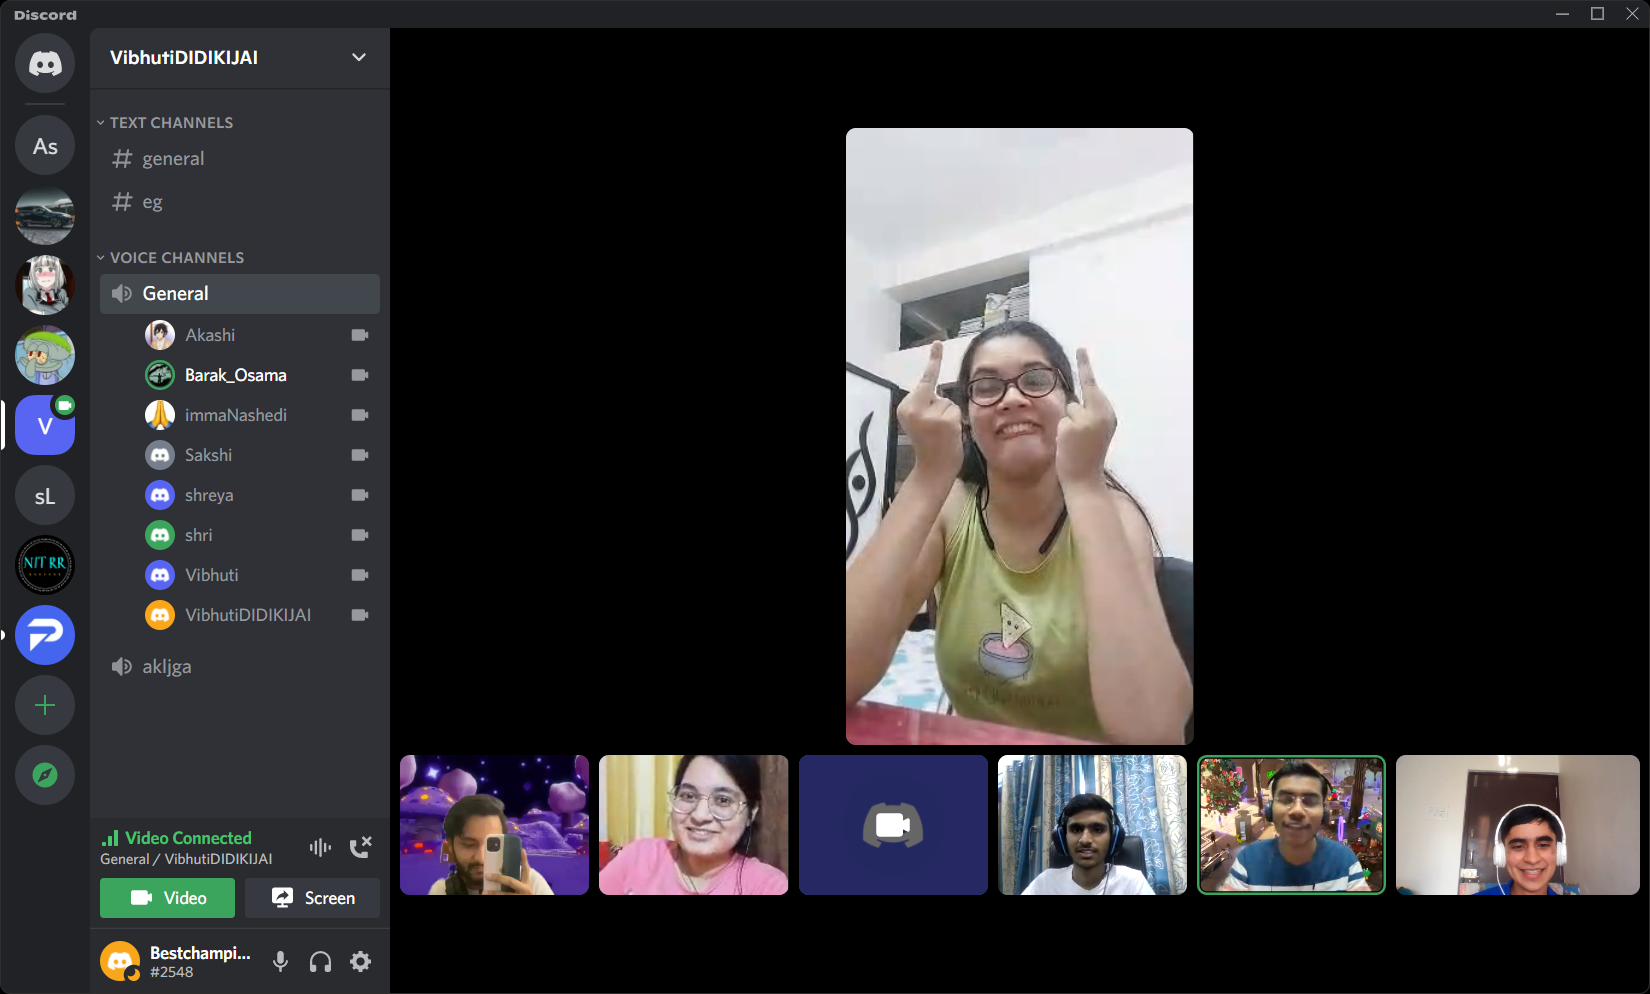 Discord
VibhutiDIDIKIJAI
TEXT CHANNELS
general
eg
VOICE CHANNELS
General
Akashi
Barak_Osama
immaNashedi
Sakshi
shreya
shri
Vibhuti
VibhutiDIDIKIJAI
akljga
As
V
sL
NIT RR
Video Connected
General / VibhutiDIDIKIJAI
Video
Screen
Bestchampi...
#2548